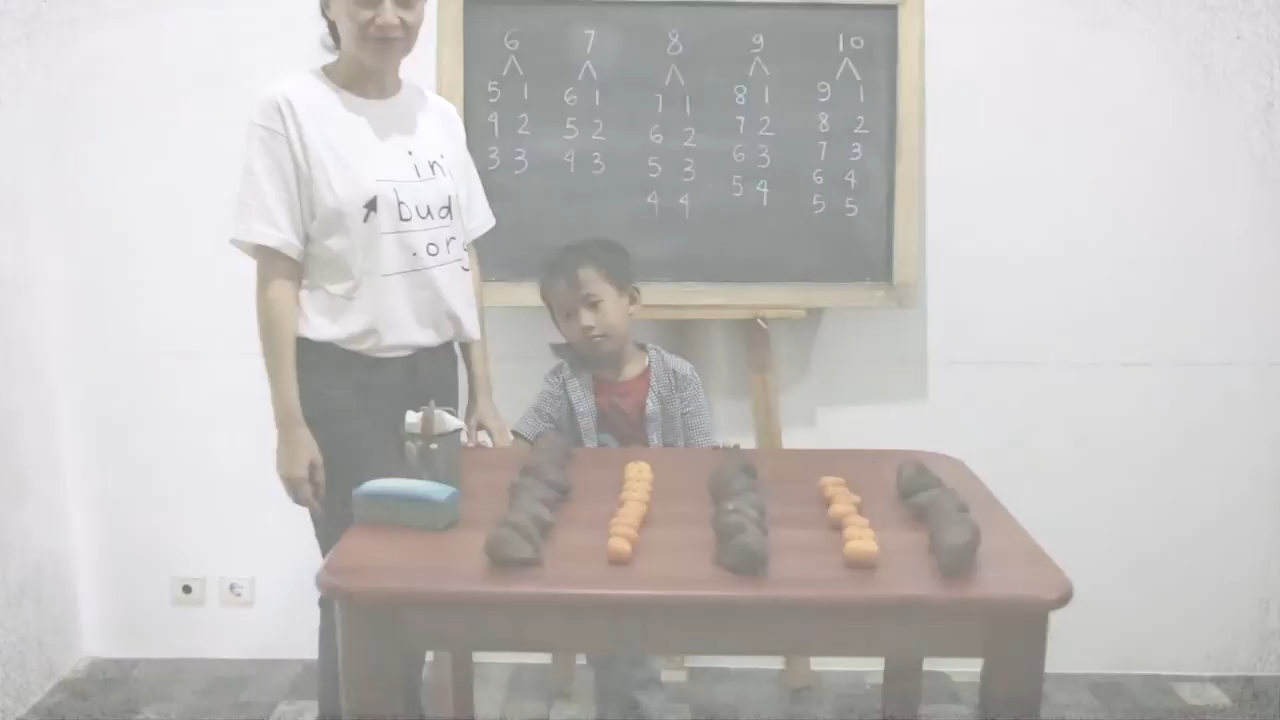 6 7 8 9 10
5 1 6 1 7 1 8 1 9 1
4 2 5 2 6 2 7 2 8 2
3 3 4 3 5 3 6 3 7 3
4 4 5 4 6 4
5 5
ini
budi
.org